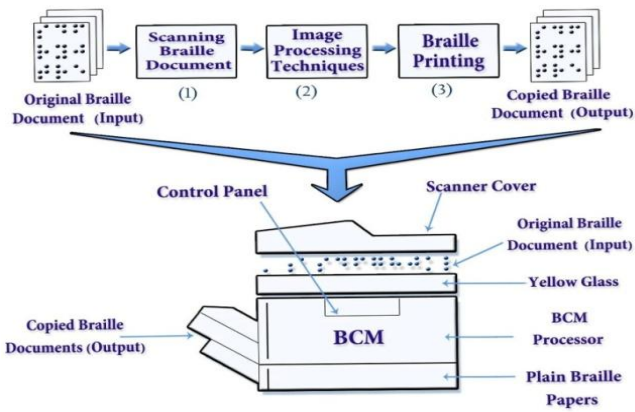 Scanning
Braille
Document
(1)
Image
Processing
Techniques
(2)
Braille
Printing
(3)
Original Braille
Document (Input)
Copied Braille
Document (Output)
Control Panel
Scanner Cover
Original Braille
Document (Input)
Yellow Glass
Copied Braille
Documents (Output)
BCM
BCM
Processor
Plain Braille
Papers